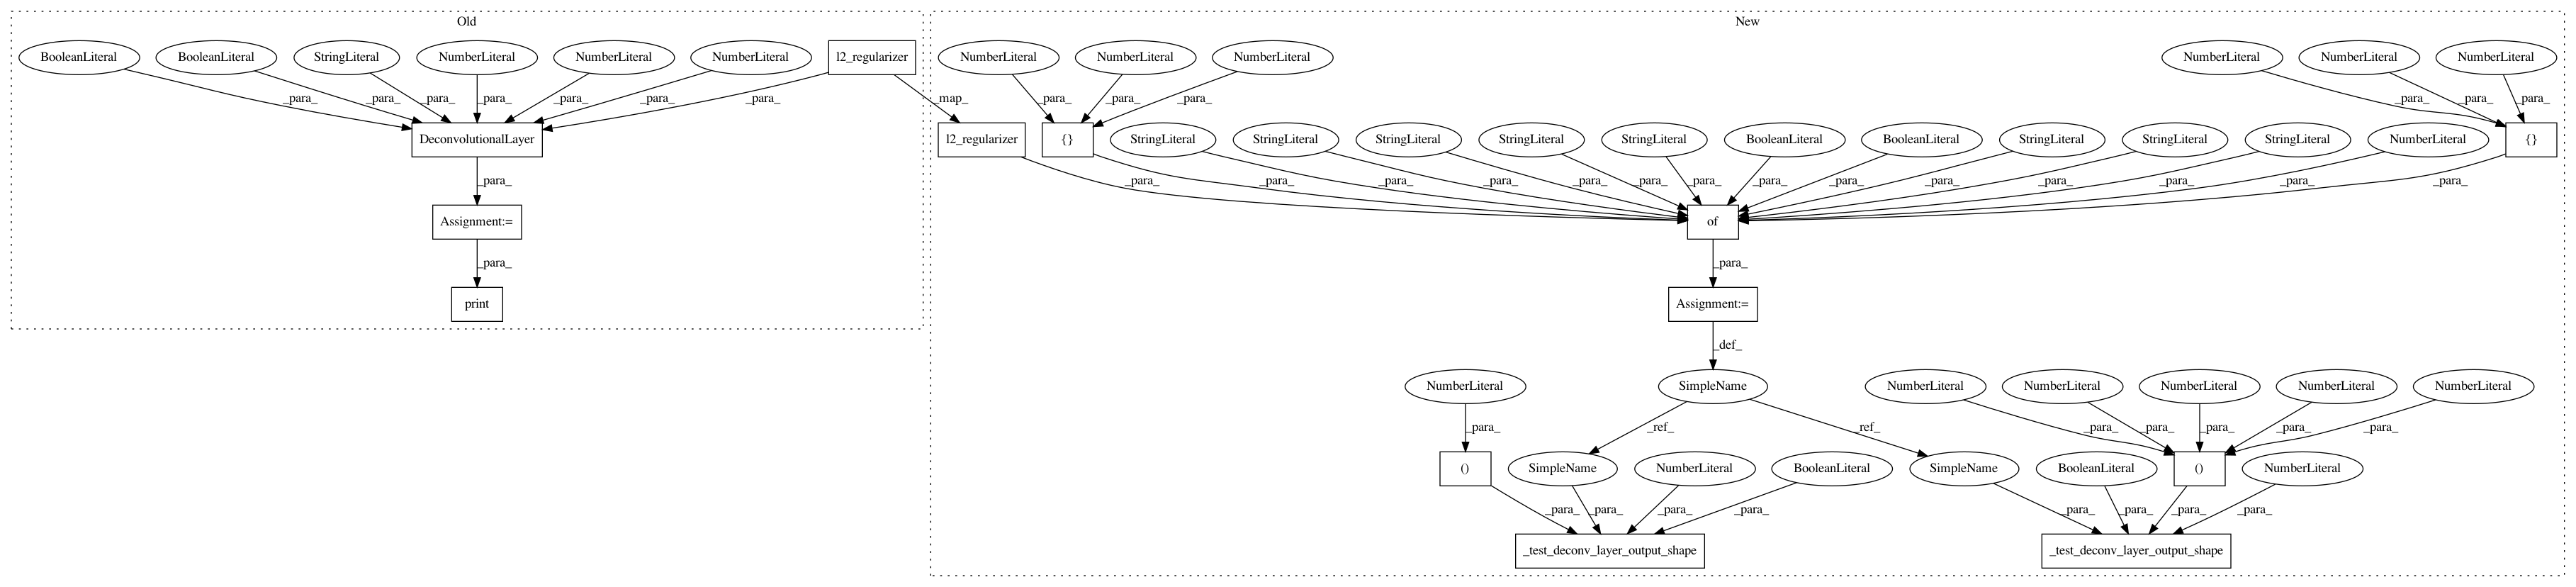 Old
New
BooleanLiteral BooleanLiteral StringLiteral NumberLiteral NumberLiteral NumberLiteral l2_regularizer NumberLiteral NumberLiteral NumberLiteral NumberLiteral NumberLiteral NumberLiteral
_para_ _para_ _para_ _para_ _para_ _para_ _para_ _map_ _para_ _para_ _para_ _para_ _para_ _para_
DeconvolutionalLayer l2_regularizer {} StringLiteral StringLiteral StringLiteral StringLiteral StringLiteral BooleanLiteral BooleanLiteral StringLiteral StringLiteral StringLiteral NumberLiteral {}
_para_ _para_ _para_ _para_ _para_ _para_ _para_ _para_ _para_ _para_ _para_ _para_ _para_ _para_ _para_
Assignment:= of
_para_ _para_
print Assignment:=
_def_
NumberLiteral SimpleName NumberLiteral NumberLiteral NumberLiteral NumberLiteral NumberLiteral
_para_ _ref_ _ref_ _para_ _para_ _para_ _para_ _para_
() SimpleName NumberLiteral BooleanLiteral SimpleName BooleanLiteral () NumberLiteral
_para_ _para_ _para_ _para_ _para_ _para_ _para_ _para_
_test_deconv_layer_output_shape _test_deconv_layer_output_shape